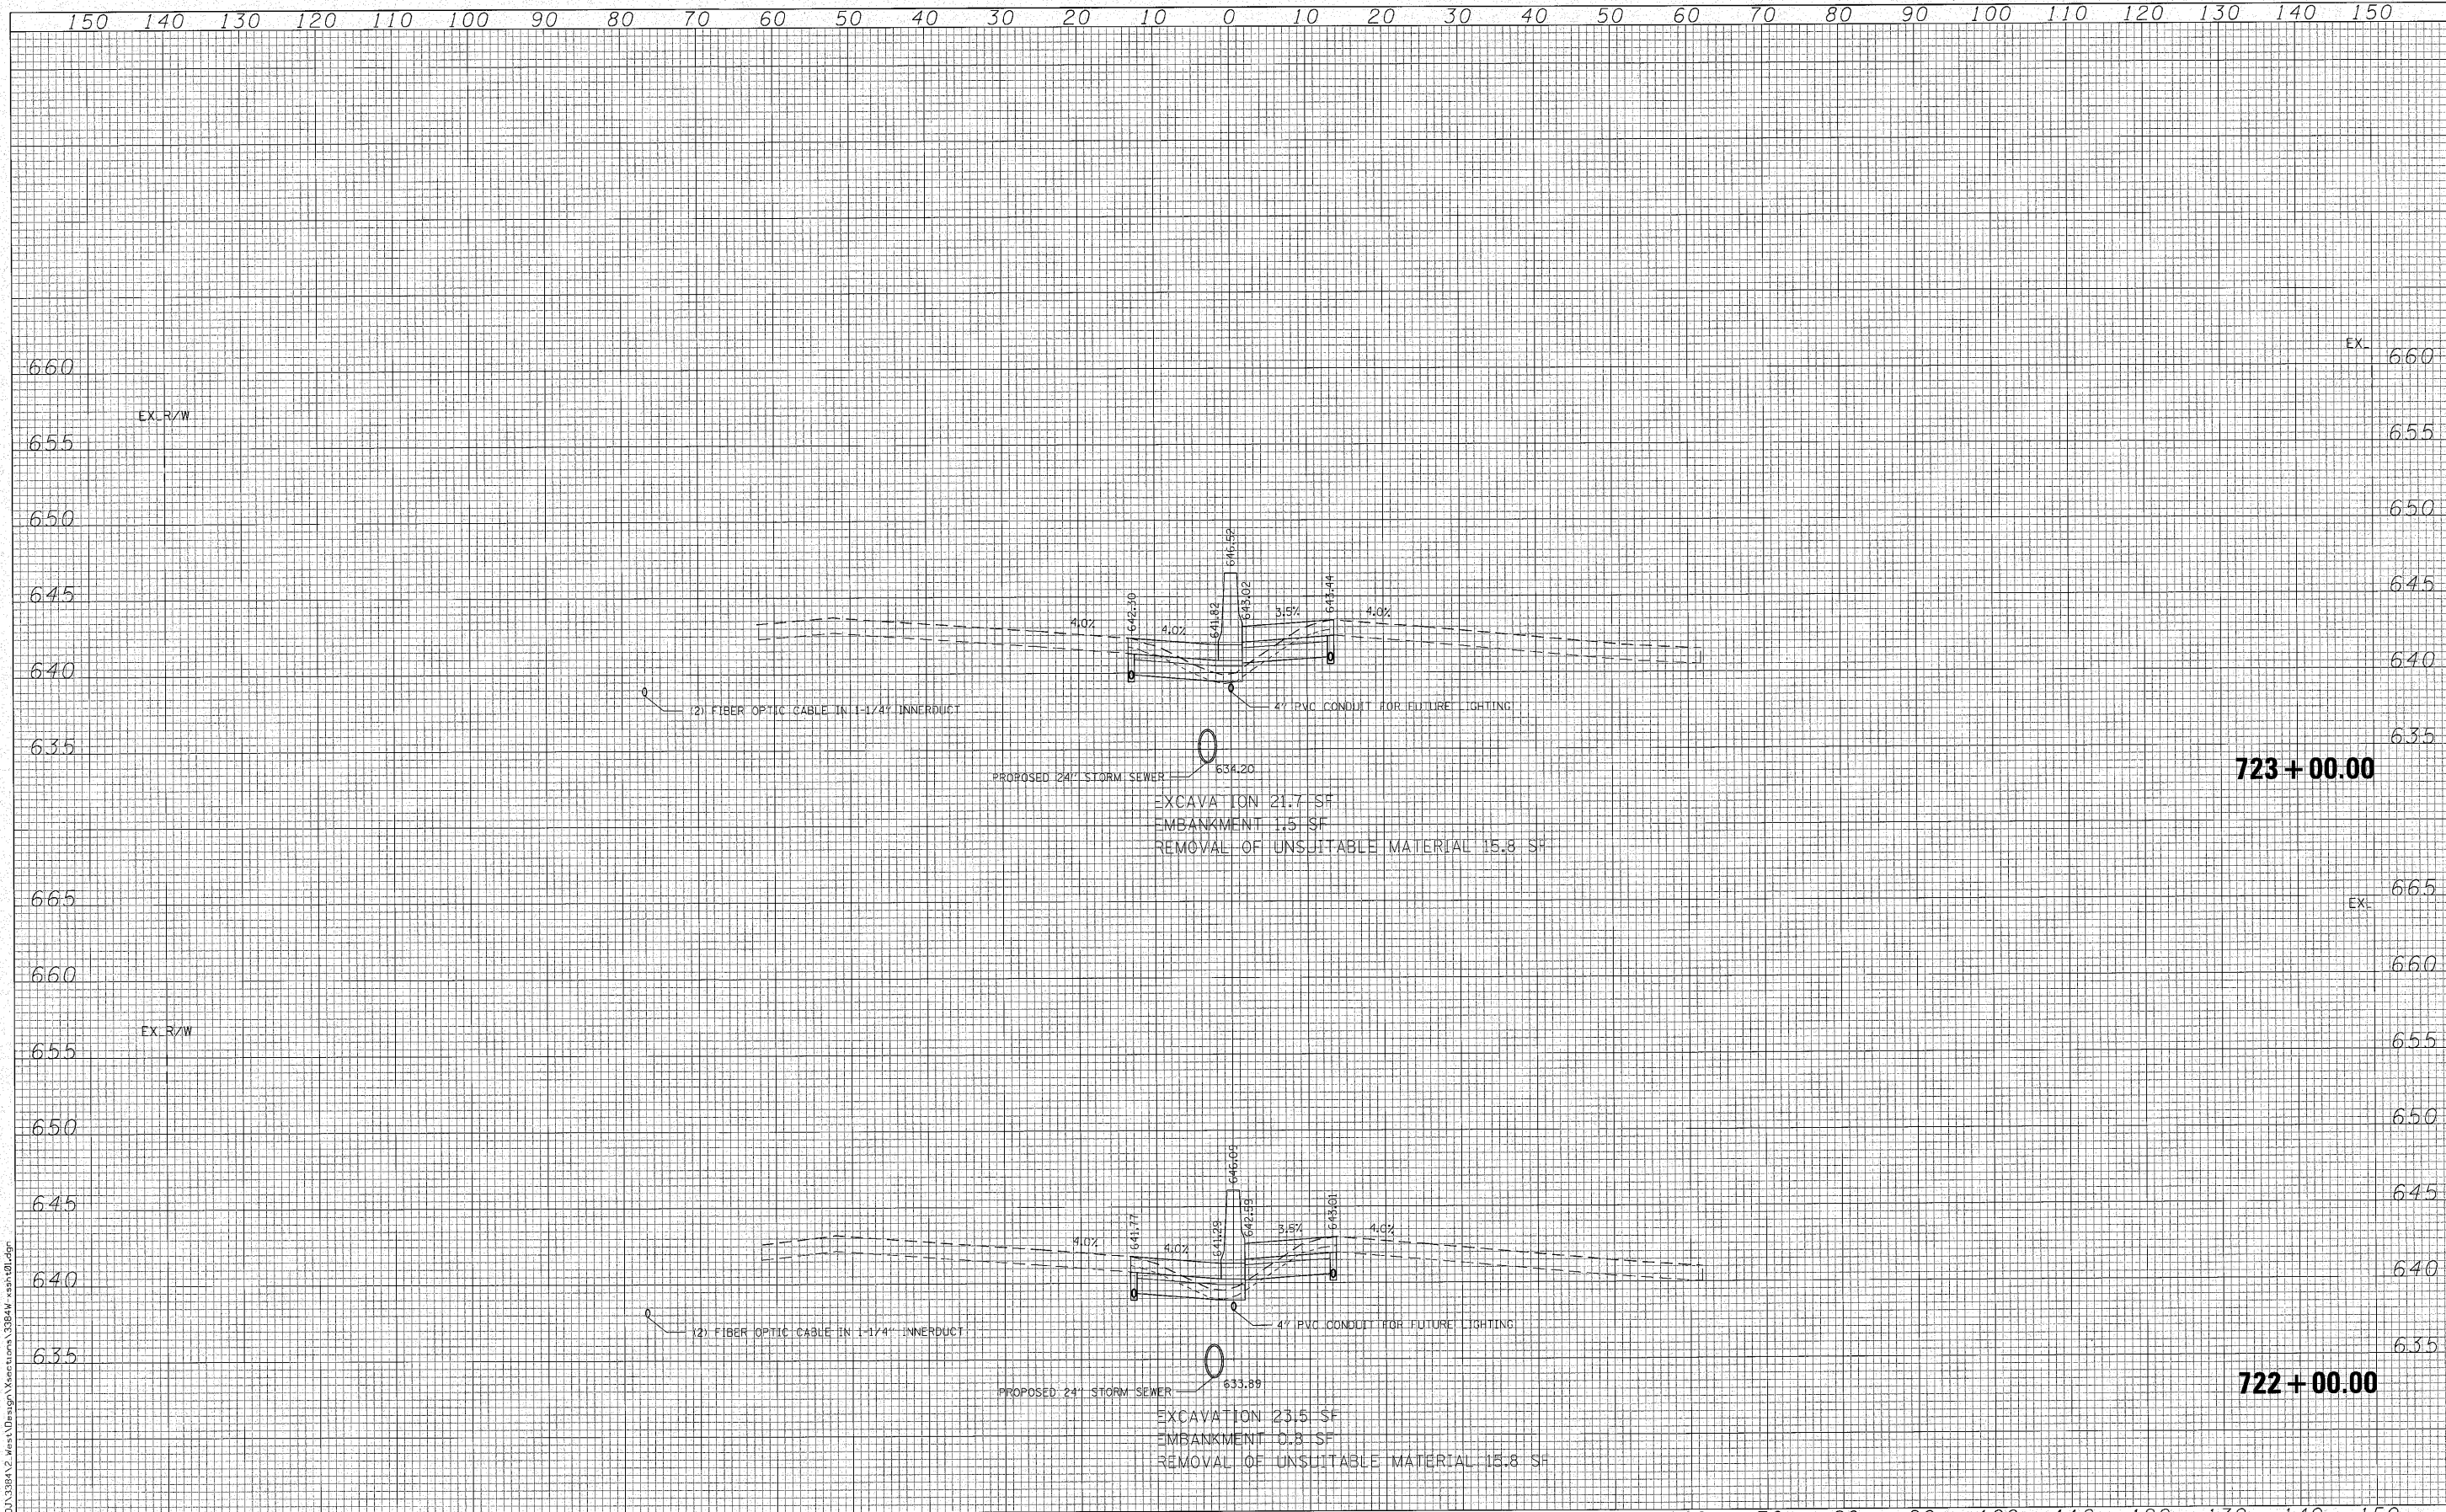 150 140 130 120 110 100 90 80 70 60 50 40 30 20 10 0 10 20 30 40 50 60 70 80 90 100 110 120 130 140 150
EX.
660 660
EX R/W
655 655
650 650
646.52
645 645
642.30 641.82 643.02 3.5% 643.44 4.0%
4.0% 4.0%
640 640
(2) FIBER OPTIC CABLE IN 1-1/4" INNERDUCT
4" PVC CONDUIT FOR FUTURE LIGHTING
635 635
634.20
PROPOSED 24" STORM SEWER
723+00.00
EXCAVATION 21.7 SF
EMBANKMENT 1.5 SF
REMOVAL OF UNSUITABLE MATERIAL 15.8 SF
665 665
EX.
660 660
EX R/W
655 655
650 650
646.09
645 645
641.77 641.29 642.59 3.5% 643.01 4.0%
4.0% 4.0%
640 640
(2) FIBER OPTIC CABLE IN 1-1/4" INNERDUCT
4" PVC CONDUIT FOR FUTURE LIGHTING
635 635
633.89
PROPOSED 24" STORM SEWER
722+00.00
EXCAVATION 23.5 SF
EMBANKMENT 0.8 SF
REMOVAL OF UNSUITABLE MATERIAL 15.8 SF
\3384\2_West\Design\Xsections\3384W-xssht01.dgn